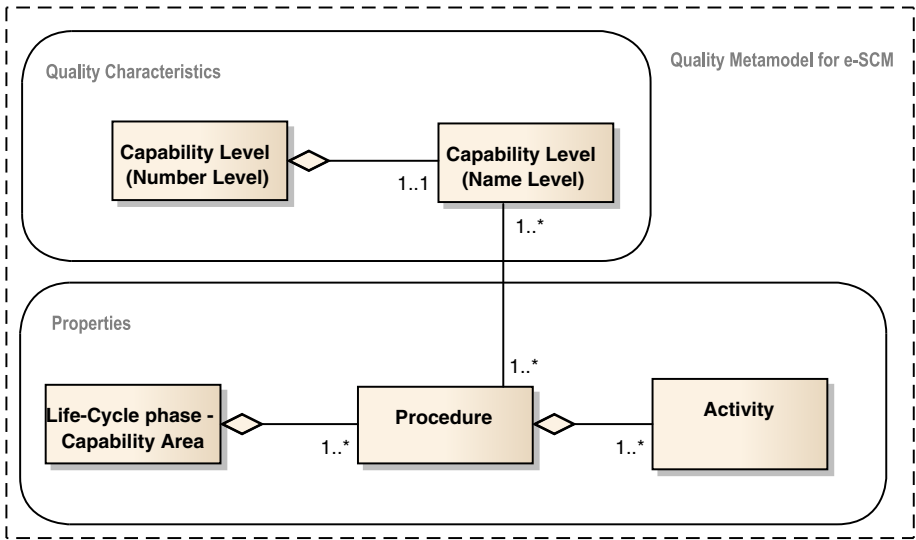 Quality Characteristics
Quality Metamodel for e-SCM
Capability Level
(Number Level)
Capability Level
(Name Level)
1..1
1..*
Properties
1..*
Life-Cycle phase -
Capability Area
Procedure
Activity
1..*
1..*